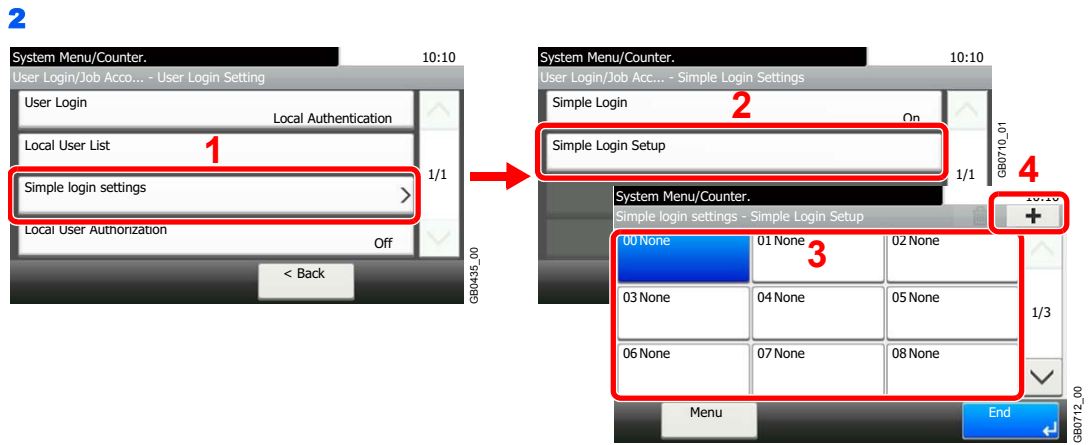 2
System Menu/Counter. 10:10
User Login/Job Acco... - User Login Setting
User Login
Local Authentication
Local User List
1
1/1
Simple login settings
Local User Authorization
Off
< Back
GB0435_00
System Menu/Counter. 10:10
User Login/Job Acc... - Simple Login Settings
Simple Login
2
On
Simple Login Setup
1/1
GB0710_01
4
System Menu/Counter. 10:10
Simple login settings - Simple Login Setup
+
00 None 01 None 02 None
3
03 None 04 None 05 None
1/3
06 None 07 None 08 None
Menu End
GB0712_00